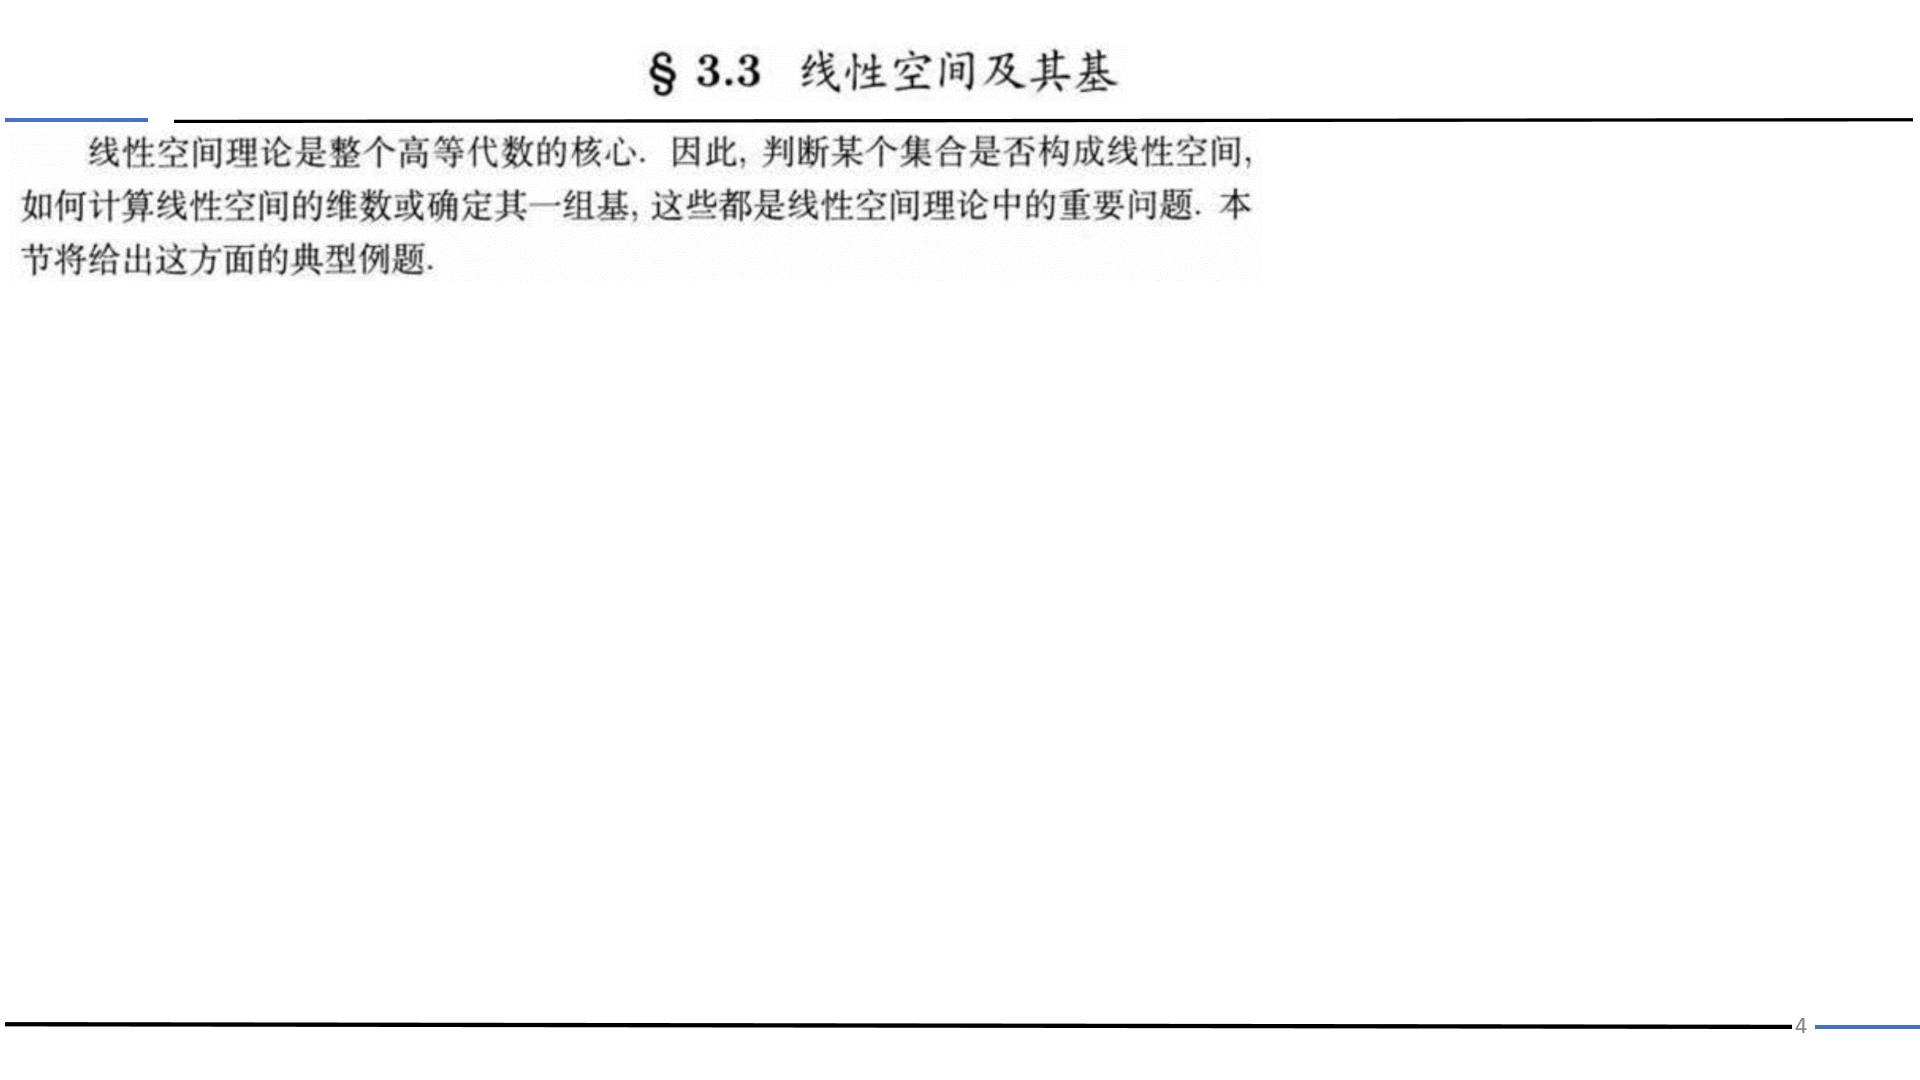 § 3.3 线性空间及其基
线性空间理论是整个高等代数的核心. 因此, 判断某个集合是否构成线性空间,
如何计算线性空间的维数或确定其一组基, 这些都是线性空间理论中的重要问题. 本
节将给出这方面的典型例题.
4